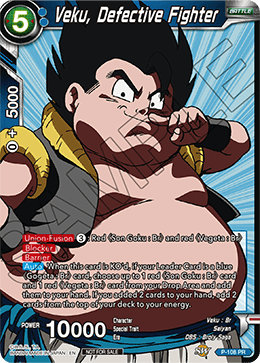 5
Veku, Defective Fighter
BATTLE
0 + 5000
Union-Fusion 3 : Red ‹Son Goku : Br› and red ‹Vegeta : Br›
Blocker
Barrier
Auto When this card is KO'd, if your Leader Card is a blue
‹Gogeta : Br› card, choose up to 1 red ‹Son Goku : Br› card
and 1 red ‹Vegeta : Br› card from your Drop Area and add
them to your hand. If you added 2 cards to your hand, add 2
cards from the top of your deck to your energy.
POWER 10000
Character Veku : Br
Special Trait Saiyan
Era DBS : Broly Saga
MADE IN JAPAN EN NOT FOR SALE
P-108 PR